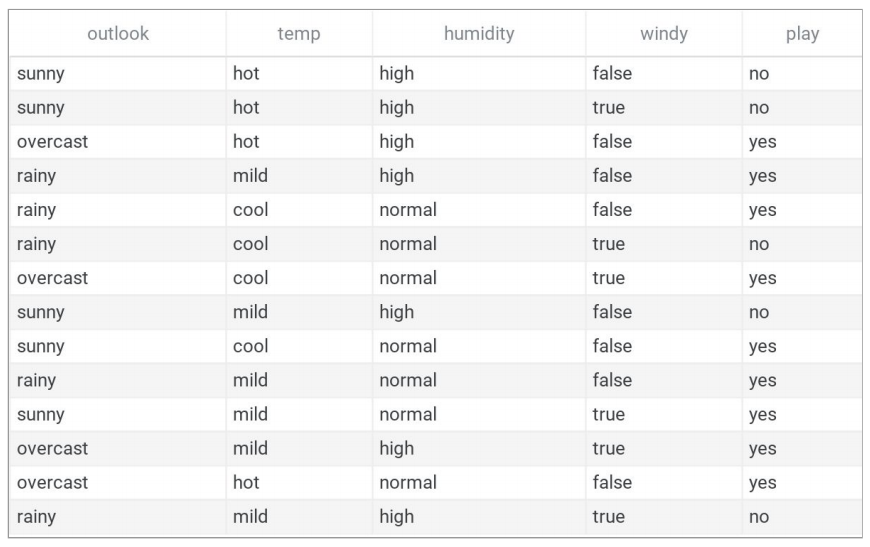 outlook temp humidity windy play
sunny hot high false no
sunny hot high true no
overcast hot high false yes
rainy mild high false yes
rainy cool normal false yes
rainy cool normal true no
overcast cool normal true yes
sunny mild high false no
sunny cool normal false yes
rainy mild normal false yes
sunny mild normal true yes
overcast mild high true yes
overcast hot normal false yes
rainy mild high true no